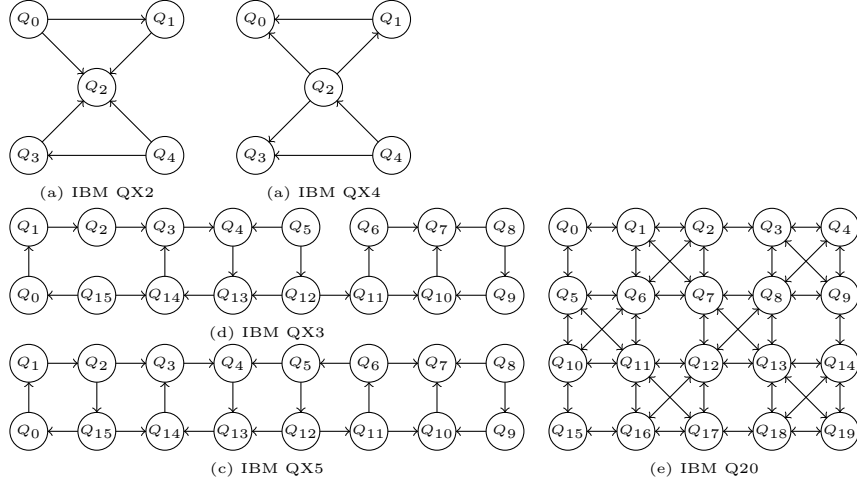 Q0 Q1
Q2
Q3 Q4
(a) IBM QX2
Q0 Q1
Q2
Q3 Q4
(a) IBM QX4
Q1 Q2 Q3 Q4 Q5 Q6 Q7 Q8
Q0 Q15 Q14 Q13 Q12 Q11 Q10 Q9
(d) IBM QX3
Q1 Q2 Q3 Q4 Q5 Q6 Q7 Q8
Q0 Q15 Q14 Q13 Q12 Q11 Q10 Q9
(c) IBM QX5
Q0 Q1 Q2 Q3 Q4
Q5 Q6 Q7 Q8 Q9
Q10 Q11 Q12 Q13 Q14
Q15 Q16 Q17 Q18 Q19
(e) IBM Q20